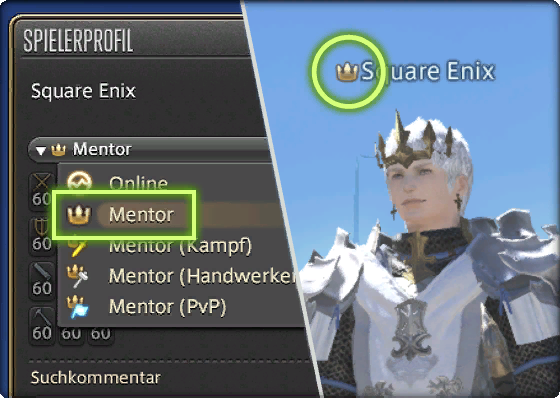 SPIELERPROFIL
Square Enix
Square Enix
Mentor
Online
60
Mentor
60
Mentor (Kampf)
Mentor (Handwerker
60
Mentor (PvP)
60 60 60
Suchkommentar